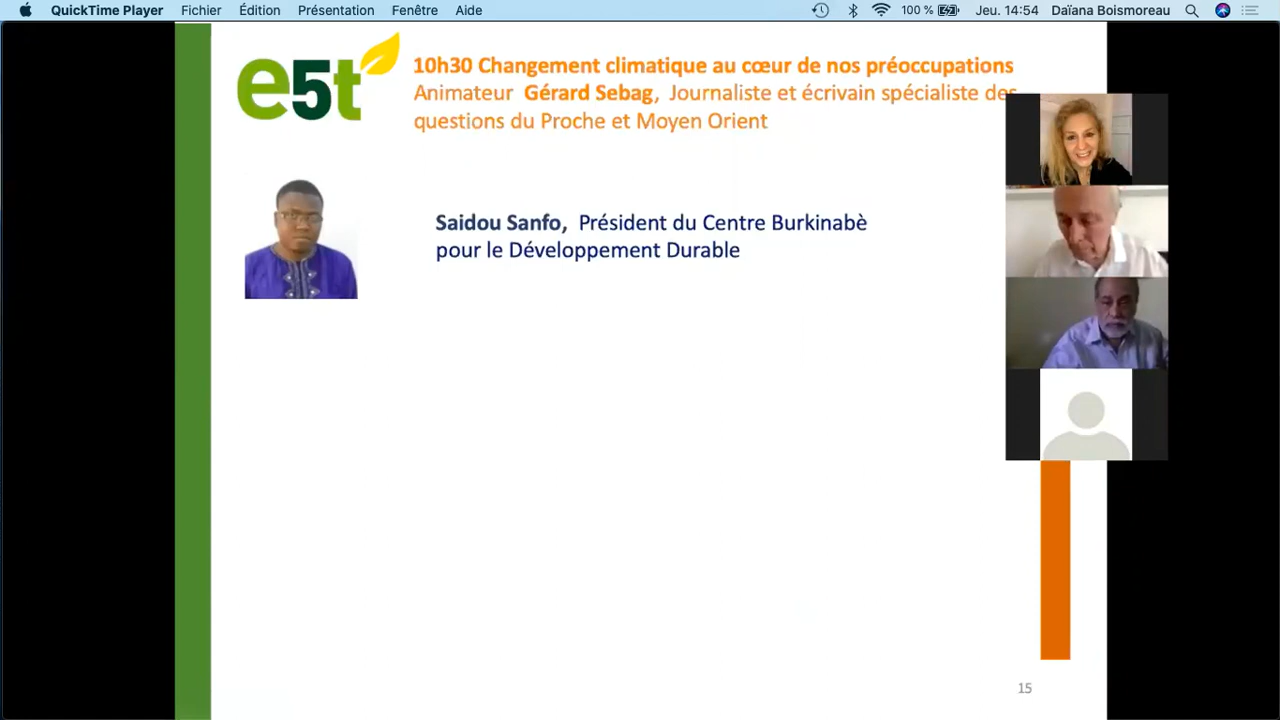 QuickTime Player Fichier Édition Présentation Fenêtre Aide 100 % Jeu. 14:54 Daïana Boismoreau
e5t
10h30 Changement climatique au cœur de nos préoccupations
Animateur Gérard Sebag, Journaliste et écrivain spécialiste des
questions du Proche et Moyen Orient
Saidou Sanfo, Président du Centre Burkinabè
pour le Développement Durable
15